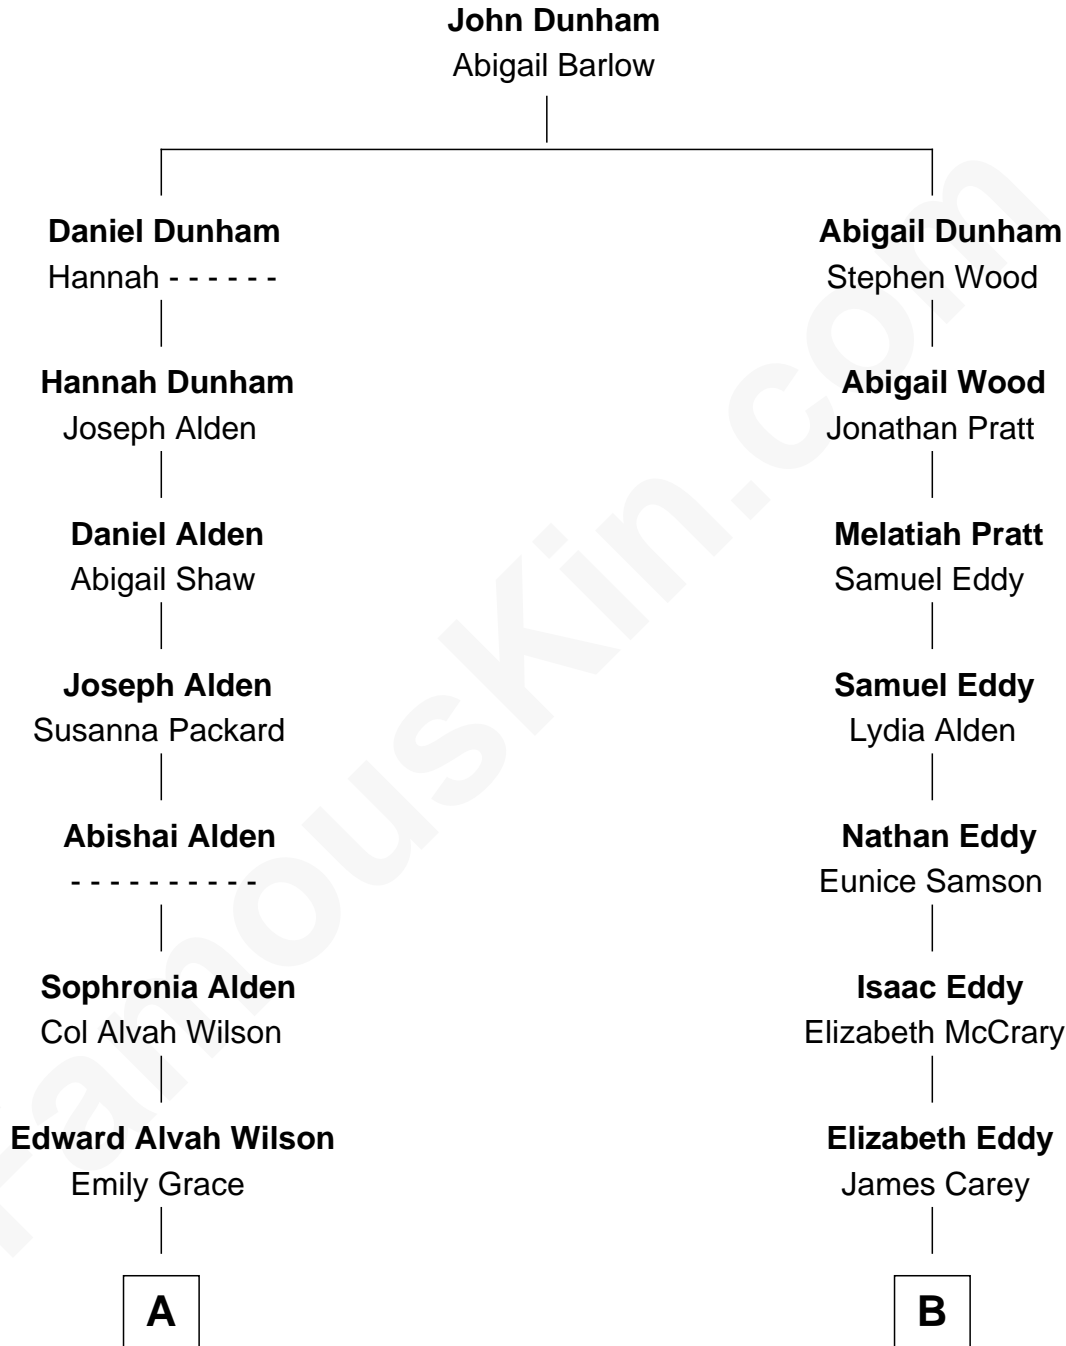 John Dunham
Abigail Barlow
Daniel Dunham
Hannah - - - - - -
Hannah Dunham
Joseph Alden
Daniel Alden
Abigail Shaw
Joseph Alden
Susanna Packard
Abishai Alden
- - - - - - - - - -
Sophronia Alden
Col Alvah Wilson
Edward Alvah Wilson
Emily Grace
A
Abigail Dunham
Stephen Wood
Abigail Wood
Jonathan Pratt
Melatiah Pratt
Samuel Eddy
Samuel Eddy
Lydia Alden
Nathan Eddy
Eunice Samson
Isaac Eddy
Elizabeth McCrary
Elizabeth Eddy
James Carey
B
FamousKin.com